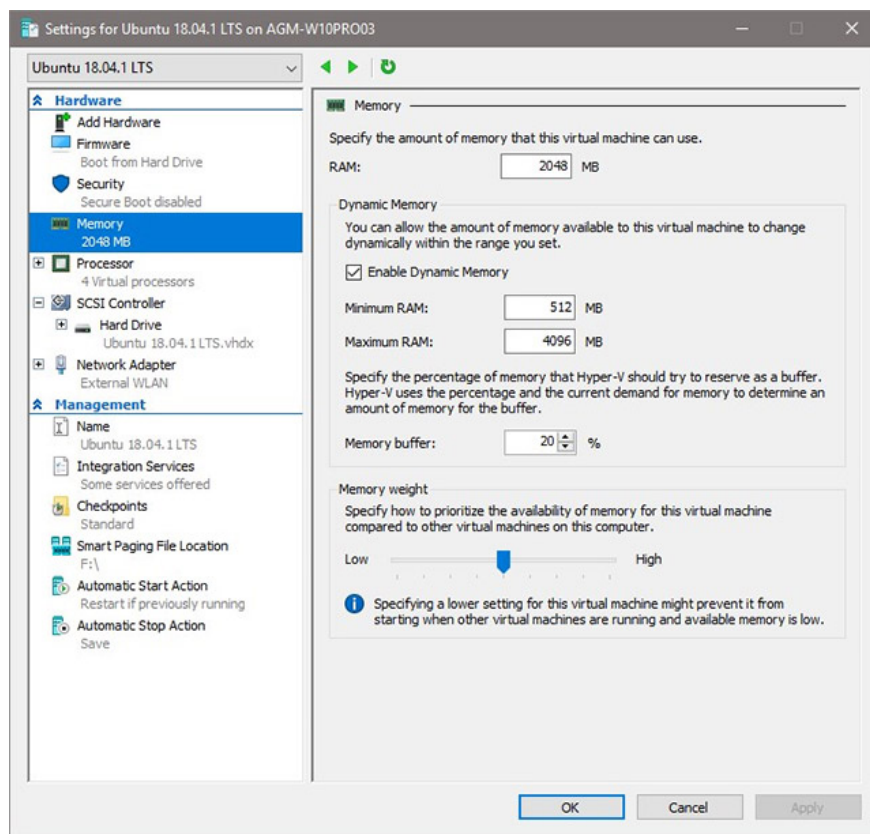 Settings for Ubuntu 18.04.1 LTS on AGM-W10PRO03
Ubuntu 18.04.1 LTS
Hardware
Add Hardware
Firmware
Boot from Hard Drive
Security
Secure Boot disabled
Memory
2048 MB
Processor
4 Virtual processors
SCSI Controller
Hard Drive
Ubuntu 18.04.1 LTS.vhdx
Network Adapter
External WLAN
Management
Name
Ubuntu 18.04.1 LTS
Integration Services
Some services offered
Checkpoints
Standard
Smart Paging File Location
F:\
Automatic Start Action
Restart if previously running
Automatic Stop Action
Save
Memory
Specify the amount of memory that this virtual machine can use.
RAM: 2048 MB
Dynamic Memory
You can allow the amount of memory available to this virtual machine to change
dynamically within the range you set.
Enable Dynamic Memory
Minimum RAM: 512 MB
Maximum RAM: 4096 MB
Specify the percentage of memory that Hyper-V should try to reserve as a buffer.
Hyper-V uses the percentage and the current demand for memory to determine an
amount of memory for the buffer.
Memory buffer: 20 %
Memory weight
Specify how to prioritize the availability of memory for this virtual machine
compared to other virtual machines on this computer.
Low High
Specifying a lower setting for this virtual machine might prevent it from
starting when other virtual machines are running and available memory is low.
OK Cancel Apply